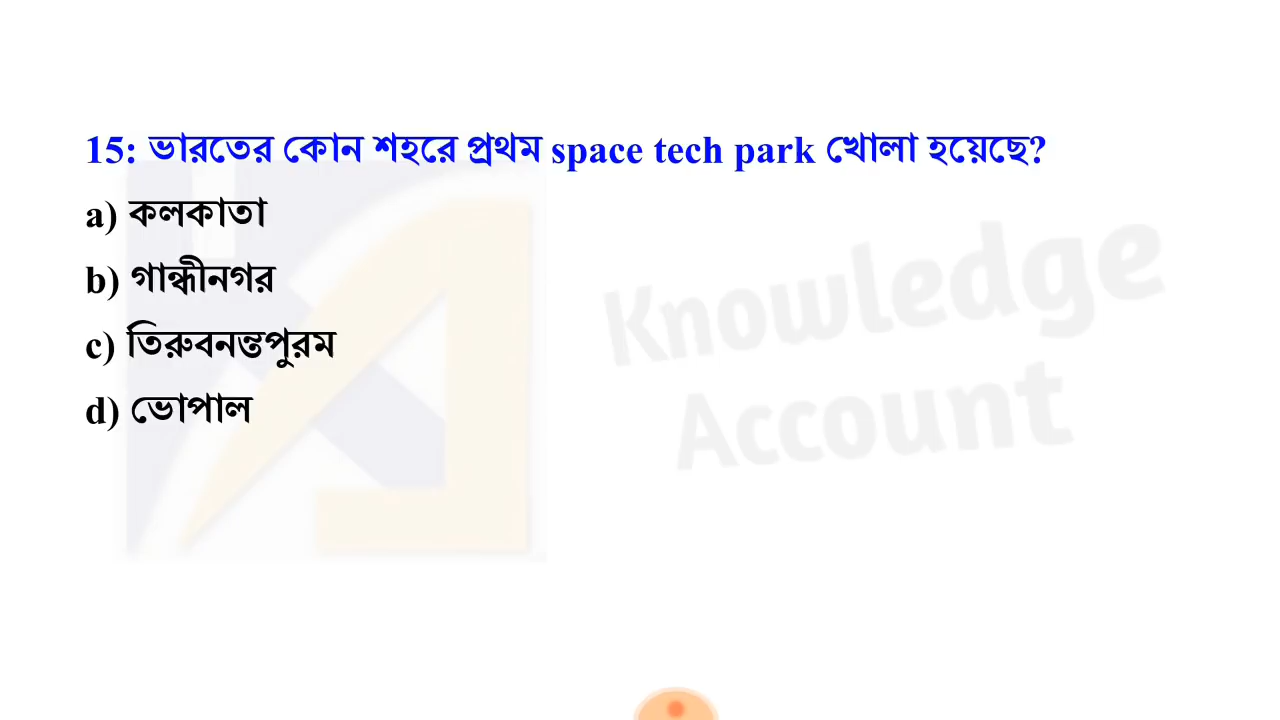 15: ভারতের কোন শহরে প্রথম space tech park খোলা হয়েছে?
a) কলকাতা
b) গান্ধীনগর
c) তিরুবনন্তপুরম
d) ভোপাল
Knowledge
Account